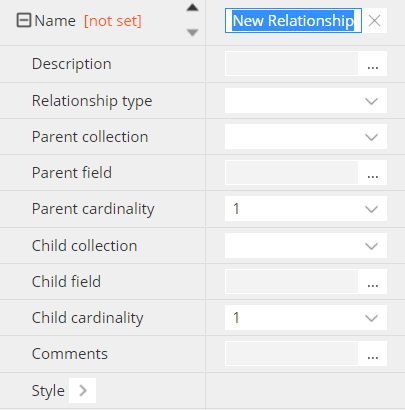 Name [not set] New Relationship
Description ...
Relationship type
Parent collection
Parent field ...
Parent cardinality 1
Child collection
Child field ...
Child cardinality 1
Comments ...
Style